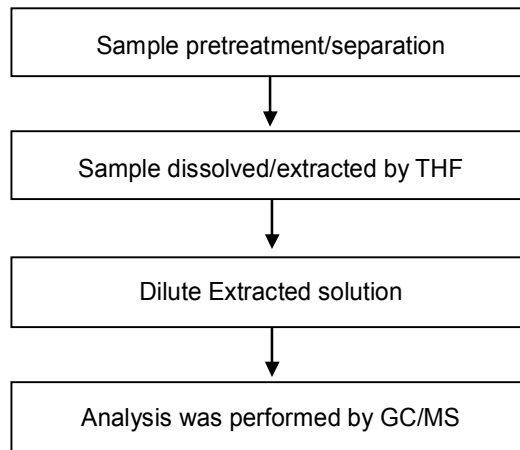 Sample pretreatment/separation
Sample dissolved/extracted by THF
Dilute Extracted solution
Analysis was performed by GC/MS